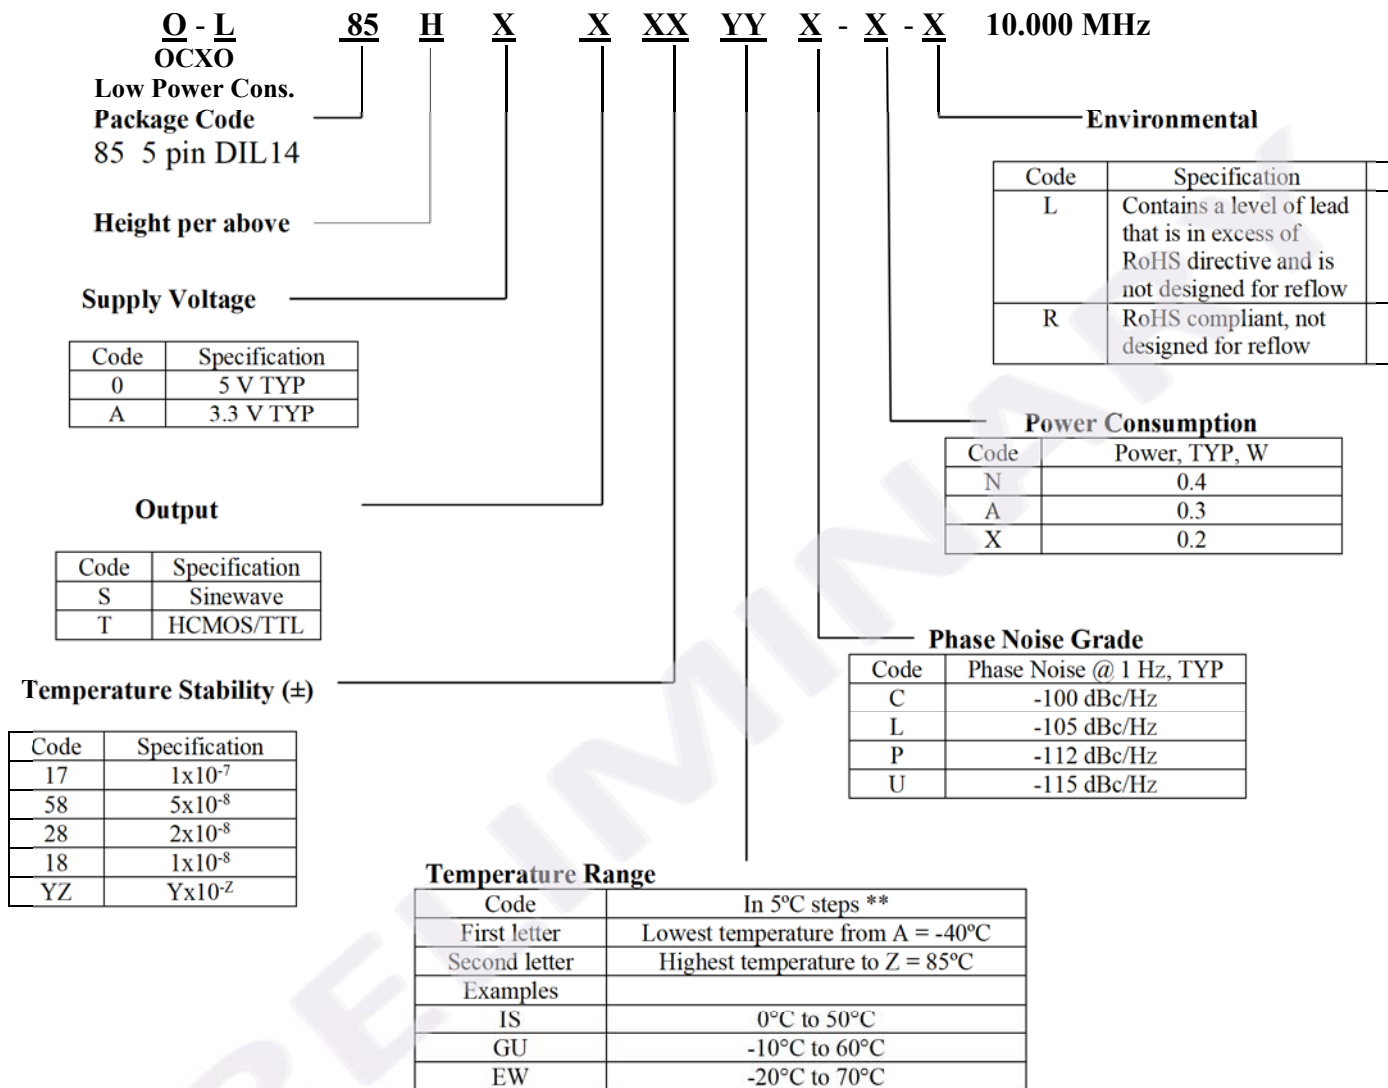 O - L 85 H X X XX YY X - X - X 10.000 MHz
OCXO
Low Power Cons.
Package Code
85 5 pin DIL14
Height per above
Supply Voltage
Code Specification
0 5 V TYP
A 3.3 V TYP
Output
Code Specification
S Sinewave
T HCMOS/TTL
Temperature Stability (±)
Code Specification
17 1x10⁻⁷
58 5x10⁻⁸
28 2x10⁻⁸
18 1x10⁻⁸
YZ Yx10⁻ᶻ
Temperature Range
Code In 5ºC steps **
First letter Lowest temperature from A = -40ºC
Second letter Highest temperature to Z = 85ºC
Examples
IS 0°C to 50°C
GU -10°C to 60°C
EW -20°C to 70°C
Environmental
Code Specification
L Contains a level of lead
that is in excess of
RoHS directive and is
not designed for reflow
R RoHS compliant, not
designed for reflow
Power Consumption
Code Power, TYP, W
N 0.4
A 0.3
X 0.2
Phase Noise Grade
Code Phase Noise @ 1 Hz, TYP
C -100 dBc/Hz
L -105 dBc/Hz
P -112 dBc/Hz
U -115 dBc/Hz
PRELIMINARY